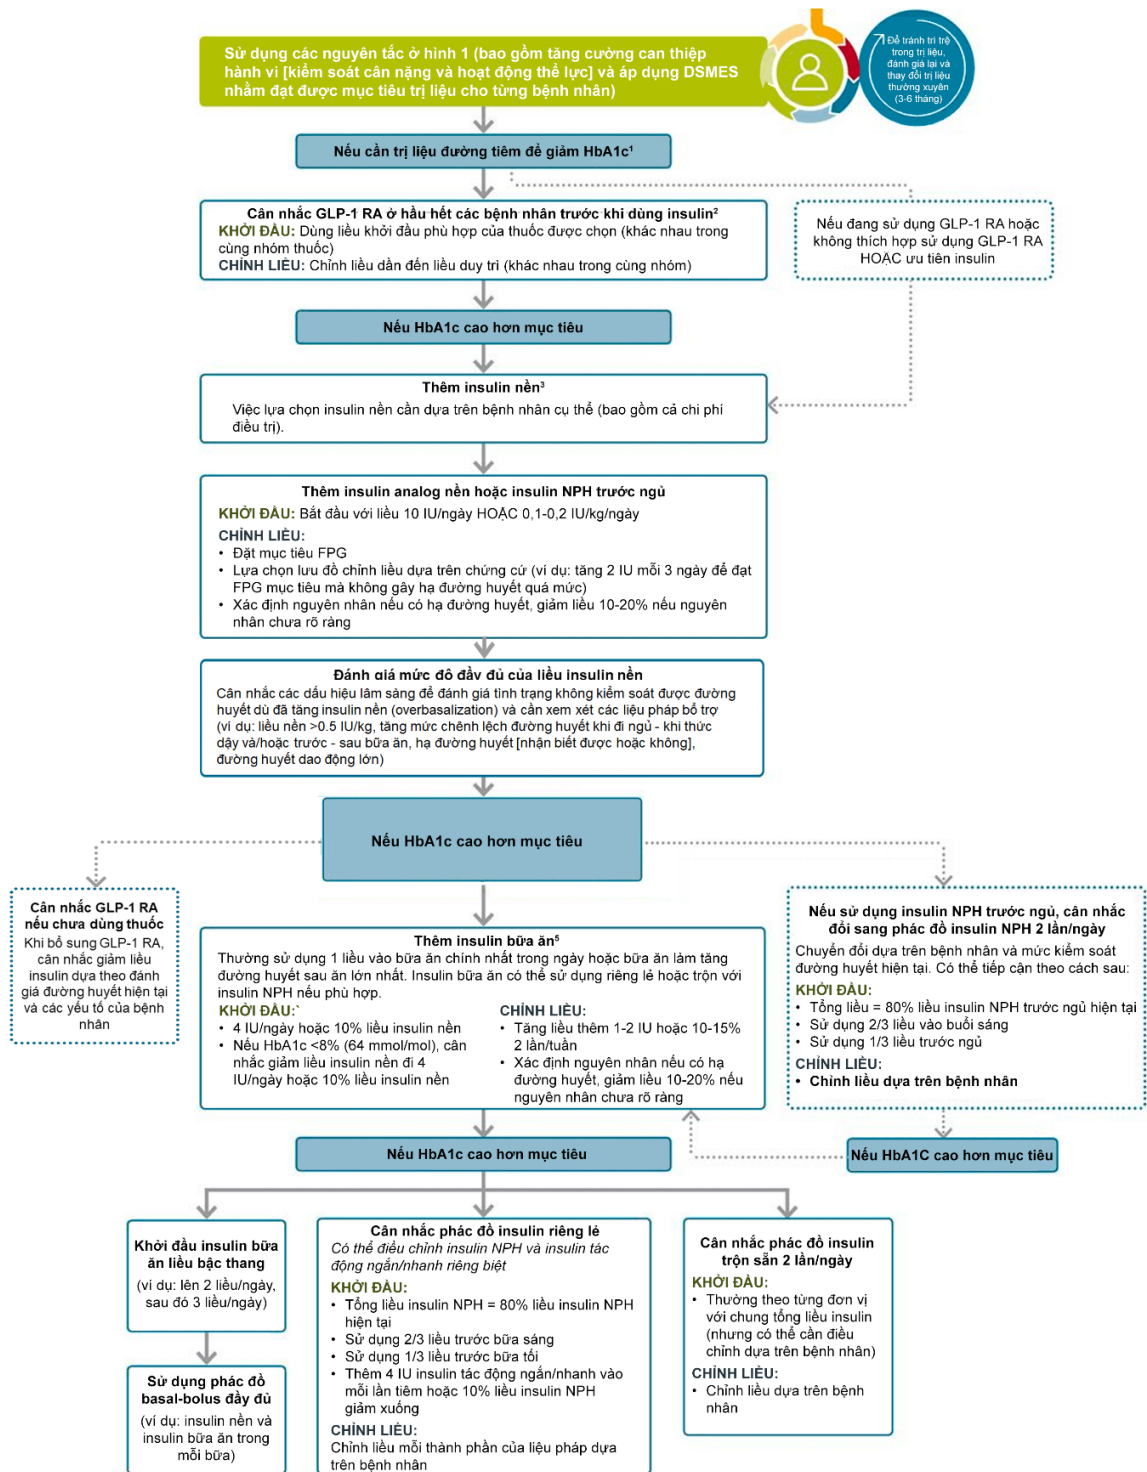 Sử dụng các nguyên tắc ở hình 1 (bao gồm tăng cường can thiệp
hành vi [kiểm soát cân nặng và hoạt động thể lực] và áp dụng DSMES
nhằm đạt được mục tiêu trị liệu cho từng bệnh nhân)
Để tránh trì trệ
trong trị liệu,
đánh giá lại và
thay đổi trị liệu
thường xuyên
(3-6 tháng)
Nếu cần trị liệu đường tiêm để giảm HbA1c¹
Cân nhắc GLP-1 RA ở hầu hết các bệnh nhân trước khi dùng insulin²
KHỞI ĐẦU: Dùng liều khởi đầu phù hợp của thuốc được chọn (khác nhau trong
cùng nhóm thuốc)
CHỈNH LIỀU: Chỉnh liều dần đến liều duy trì (khác nhau trong cùng nhóm)
Nếu đang sử dụng GLP-1 RA hoặc
không thích hợp sử dụng GLP-1 RA
HOẶC ưu tiên insulin
Nếu HbA1c cao hơn mục tiêu
Thêm insulin nền³
Việc lựa chọn insulin nền cần dựa trên bệnh nhân cụ thể (bao gồm cả chi phí
điều trị).
Thêm insulin analog nền hoặc insulin NPH trước ngủ
KHỞI ĐẦU: Bắt đầu với liều 10 IU/ngày HOẶC 0,1-0,2 IU/kg/ngày
CHỈNH LIỀU:
• Đặt mục tiêu FPG
• Lựa chọn lưu đồ chỉnh liều dựa trên chứng cứ (ví dụ: tăng 2 IU mỗi 3 ngày để đạt
FPG mục tiêu mà không gây hạ đường huyết quá mức)
• Xác định nguyên nhân nếu có hạ đường huyết, giảm liều 10-20% nếu nguyên
nhân chưa rõ ràng
Đánh giá mức độ đầy đủ của liều insulin nền
Cân nhắc các dấu hiệu lâm sàng để đánh giá tình trạng không kiểm soát được đường
huyết dù đã tăng insulin nền (overbasalization) và cần xem xét các liệu pháp bổ trợ
(ví dụ: liều nền >0.5 IU/kg, tăng mức chênh lệch đường huyết khi đi ngủ - khi thức
dậy và/hoặc trước - sau bữa ăn, hạ đường huyết [nhận biết được hoặc không],
đường huyết dao động lớn)
Nếu HbA1c cao hơn mục tiêu
Cân nhắc GLP-1 RA
nếu chưa dùng thuốc
Khi bổ sung GLP-1 RA,
cân nhắc giảm liều
insulin dựa theo đánh
giá đường huyết hiện tại
và các yếu tố của bệnh
nhân
Thêm insulin bữa ăn⁵
Thường sử dụng 1 liều vào bữa ăn chính nhất trong ngày hoặc bữa ăn làm tăng
đường huyết sau ăn lớn nhất. Insulin bữa ăn có thể sử dụng riêng lẻ hoặc trộn với
insulin NPH nếu phù hợp.
KHỞI ĐẦU:`
• 4 IU/ngày hoặc 10% liều insulin nền
• Nếu HbA1c <8% (64 mmol/mol), cân
nhắc giảm liều insulin nền đi 4
IU/ngày hoặc 10% liều insulin nền
CHỈNH LIỀU:
• Tăng liều thêm 1-2 IU hoặc 10-15%
2 lần/tuần
• Xác định nguyên nhân nếu có hạ
đường huyết, giảm liều 10-20% nếu
nguyên nhân chưa rõ ràng
Nếu sử dụng insulin NPH trước ngủ, cân nhắc
đổi sang phác đồ insulin NPH 2 lần/ngày
Chuyển đổi dựa trên bệnh nhân và mức kiểm soát
đường huyết hiện tại. Có thể tiếp cận theo cách sau:
KHỞI ĐẦU:
• Tổng liều = 80% liều insulin NPH trước ngủ hiện tại
• Sử dụng 2/3 liều vào buổi sáng
• Sử dụng 1/3 liều trước ngủ
CHỈNH LIỀU:
• Chỉnh liều dựa trên bệnh nhân
Nếu HbA1c cao hơn mục tiêu
Nếu HbA1C cao hơn mục tiêu
Khởi đầu insulin bữa
ăn liều bậc thang
(ví dụ: lên 2 liều/ngày,
sau đó 3 liều/ngày)
Sử dụng phác đồ
basal-bolus đầy đủ
(ví dụ: insulin nền và
insulin bữa ăn trong
mỗi bữa)
Cân nhắc phác đồ insulin riêng lẻ
Có thể điều chỉnh insulin NPH và insulin tác
động ngắn/nhanh riêng biệt
KHỞI ĐẦU:
• Tổng liều insulin NPH = 80% liều insulin NPH
hiện tại
• Sử dụng 2/3 liều trước bữa sáng
• Sử dụng 1/3 liều trước bữa tối
• Thêm 4 IU insulin tác động ngắn/nhanh vào
mỗi lần tiêm hoặc 10% liều insulin NPH
giảm xuống
CHỈNH LIỀU:
Chỉnh liều mỗi thành phần của liệu pháp dựa
trên bệnh nhân
Cân nhắc phác đồ insulin
trộn sẵn 2 lần/ngày
KHỞI ĐẦU:
• Thường theo từng đơn vị
với chung tổng liều insulin
(nhưng có thể cần điều
chỉnh dựa trên bệnh nhân)
CHỈNH LIỀU:
• Chỉnh liều dựa trên bệnh
nhân